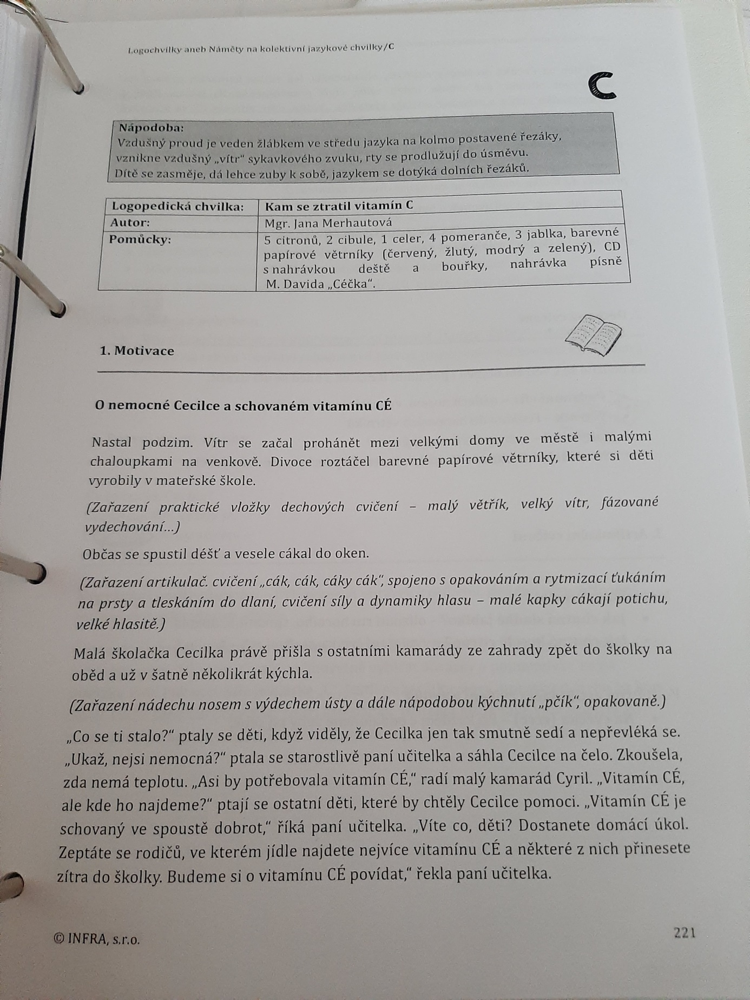 Logochvilky aneb Náměty na kolektivní jazykové chvilky/C
C
Nápodoba:
Vzdušný proud je veden žlábkem ve středu jazyka na kolmo postavené řezáky,
vznikne vzdušný „vítr“ sykavkového zvuku, rty se prodlužují do úsměvu.
Dítě se zasměje, dá lehce zuby k sobě, jazykem se dotýká dolních řezáků.
Logopedická chvilka: Kam se ztratil vitamín C
Autor: Mgr. Jana Merhautová
Pomůcky: 5 citronů, 2 cibule, 1 celer, 4 pomeranče, 3 jablka, barevné
papírové větrníky (červený, žlutý, modrý a zelený), CD
s nahrávkou deště a bouřky, nahrávka písně
M. Davida „Céčka“.
1. Motivace
O nemocné Cecilce a schovaném vitamínu CÉ
Nastal podzim. Vítr se začal prohánět mezi velkými domy ve městě i malými
chaloupkami na venkově. Divoce roztáčel barevné papírové větrníky, které si děti
vyrobily v mateřské škole.
(Zařazení praktické vložky dechových cvičení – malý větřík, velký vítr, fázované
vydechování...)
Občas se spustil déšť a vesele cákal do oken.
(Zařazení artikulač. cvičení „cák, cák, cáky cák“, spojeno s opakováním a rytmizací ťukáním
na prsty a tleskáním do dlaní, cvičení síly a dynamiky hlasu – malé kapky cákají potichu,
velké hlasitě.)
Malá školačka Cecilka právě přišla s ostatními kamarády ze zahrady zpět do školky na
oběd a už v šatně několikrát kýchla.
(Zařazení nádechu nosem s výdechem ústy a dále nápodobou kýchnutí „pčík“, opakovaně.)
„Co se ti stalo?“ ptaly se děti, když viděly, že Cecilka jen tak smutně sedí a nepřevléká se.
„Ukaž, nejsi nemocná?“ ptala se starostlivě paní učitelka a sáhla Cecilce na čelo. Zkoušela,
zda nemá teplotu. „Asi by potřebovala vitamín CÉ,“ radí malý kamarád Cyril. „Vitamín CÉ,
ale kde ho najdeme?“ ptají se ostatní děti, které by chtěly Cecilce pomoci. „Vitamín CÉ je
schovaný ve spoustě dobrot,“ říká paní učitelka. „Víte co, děti? Dostanete domácí úkol.
Zeptáte se rodičů, ve kterém jídle najdete nejvíce vitamínu CÉ a některé z nich přinesete
zítra do školky. Budeme si o vitamínu CÉ povídat,“ řekla paní učitelka.
© INFRA, s.r.o.
221